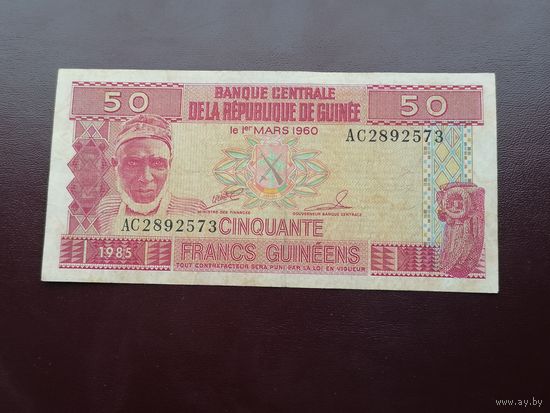 50 BANQUE CENTRALE 50
DE LA RÉPUBLIQUE DE GUINÉE
le 1er MARS 1960
AC2892573
MINISTRE DES FINANCES GOUVERNEUR BANQUE CENTRALE
AC2892573 CINQUANTE
1985 FRANCS GUINÉENS
TOUT CONTREFACTEUR SERA PUNI PAR LA LOI EN VIGUEUR
www.ay.by